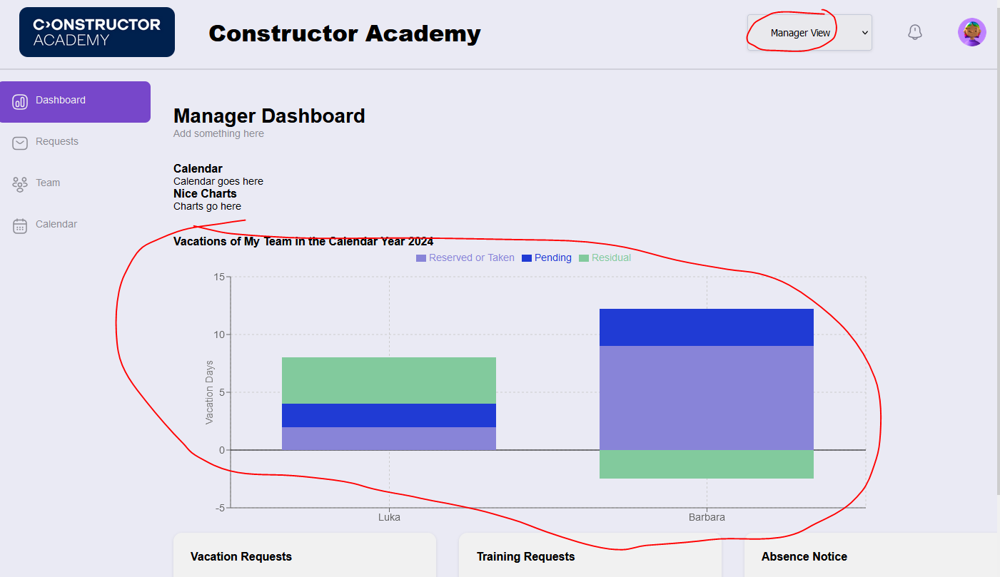 C›ONSTRUCTOR
ACADEMY
Constructor Academy
Manager View
Dashboard
Requests
Team
Calendar
Manager Dashboard
Add something here
Calendar
Calendar goes here
Nice Charts
Charts go here
Vacations of My Team in the Calendar Year 2024
Reserved or Taken Pending Residual
Vacation Days
15
10
5
0
-5
Luka Barbara
Vacation Requests
Training Requests
Absence Notice